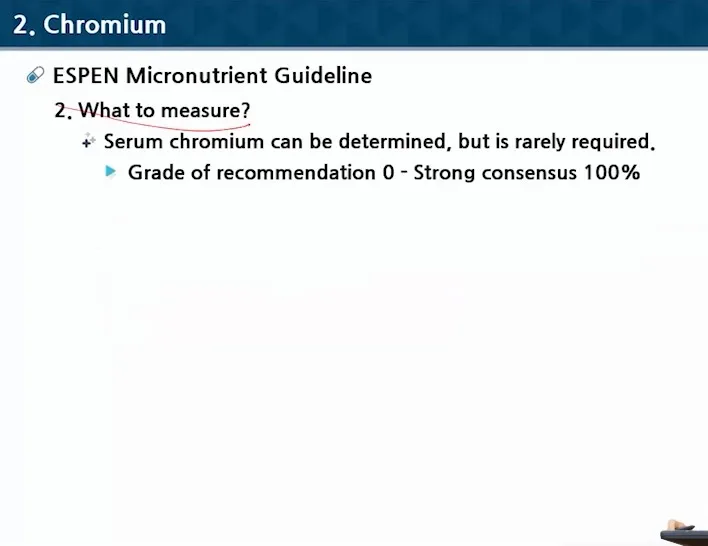 2. Chromium
ESPEN Micronutrient Guideline
2. What to measure?
Serum chromium can be determined, but is rarely required.
Grade of recommendation 0 - Strong consensus 100%